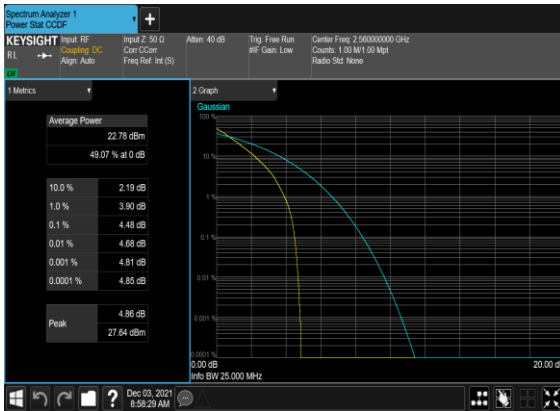 Spectrum Analyzer 1
Power Stat CCDF
+
KEYSIGHT
RL
LM
Input: RF
Coupling: DC
Align: Auto
Input Z: 50 Ω
Corr CCorr
Freq Ref: Int (S)
Atten: 40 dB
Trig: Free Run
#IF Gain: Low
Center Freq: 2.560000000 GHz
Counts: 1.00 M/1.00 Mpt
Radio Std: None
1 Metrics
Average Power
22.78 dBm
49.07 % at 0 dB
10.0 % 2.19 dB
1.0 % 3.90 dB
0.1 % 4.48 dB
0.01 % 4.68 dB
0.001 % 4.81 dB
0.0001 % 4.85 dB
Peak
4.86 dB
27.64 dBm
2 Graph
Gaussian
100 %
10 %
1 %
0.1 %
0.01 %
0.001 %
0.0001 %
0.00 dB
20.00 d
Info BW 25.000 MHz
?
Dec 03, 2021
8:58:29 AM